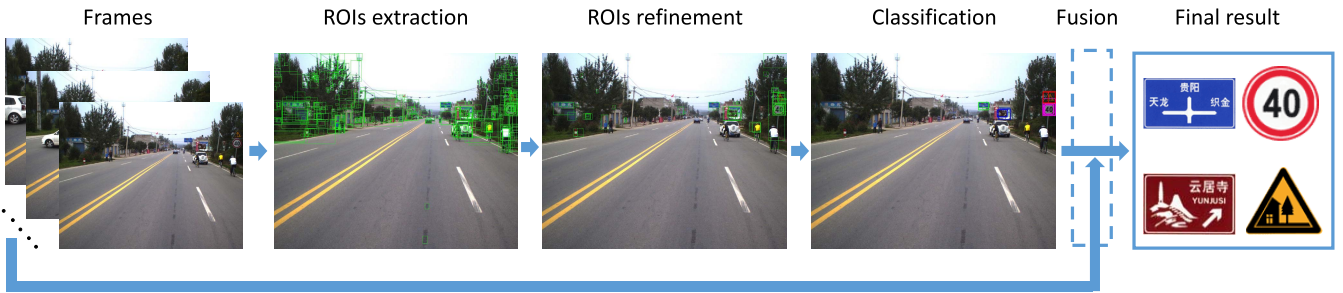 Frames
ROIs extraction
ROIs refinement
Classification
Fusion
Final result
贵阳
天龙 织金
40
云居寺
YUNJUSI
40